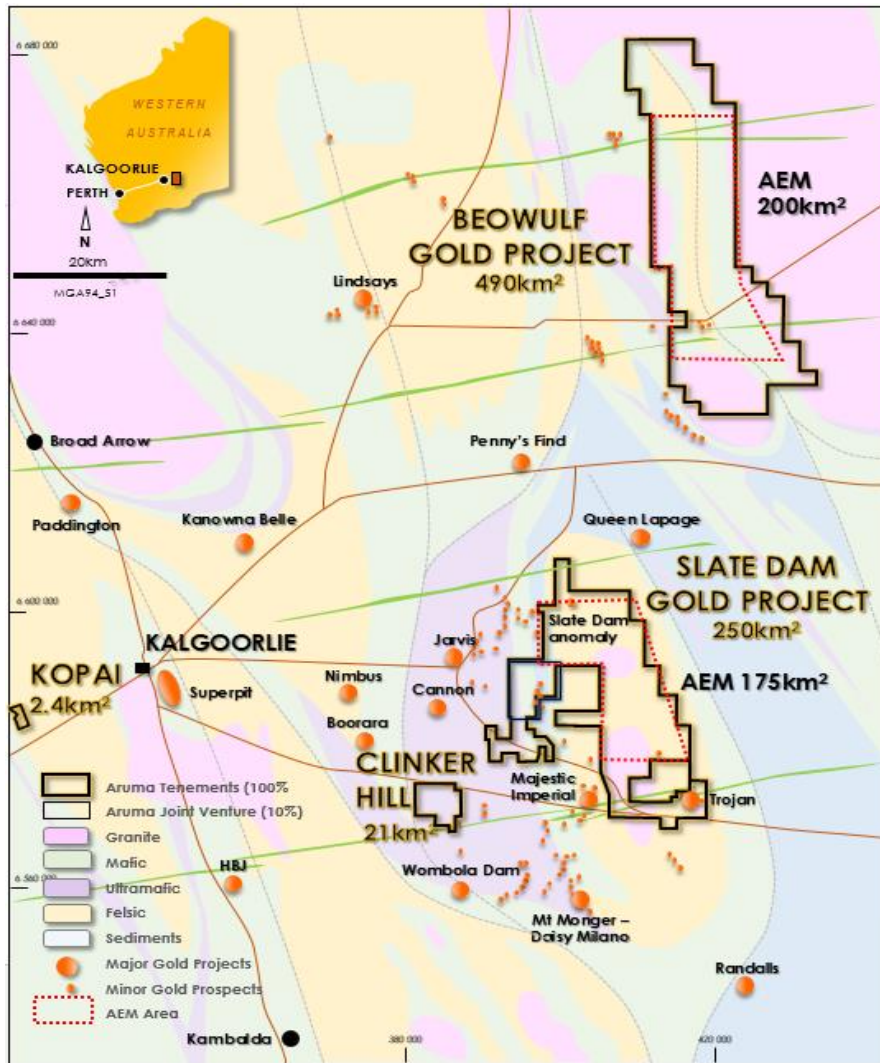 6 680 000
WESTERN
AUSTRALIA
KALGOORLIE
PERTH
N
20km
MGA94_51
AEM
200km²
BEOWULF
GOLD PROJECT
490km²
Lindsays
6 640 000
Broad Arrow
Penny's Find
Paddington
Kanowna Belle
Queen Lapage
SLATE DAM
GOLD PROJECT
250km²
6 600 000
Slate Dam
anomaly
KALGOORLIE
Jarvis
KOPAI
2.4km²
Superpit
Nimbus
Cannon
AEM 175km²
Boorara
CLINKER
HILL
21km²
Majestic
Imperial
Trojan
Aruma Tenements (100%
Aruma Joint Venture (10%)
Granite
Mafic
Ultramafic
Felsic
Sediments
Major Gold Projects
Minor Gold Prospects
AEM Area
HBJ
6 560 000
Wombola Dam
Mt Monger –
Daisy Milano
Randalls
Kambalda
380 000
420 000